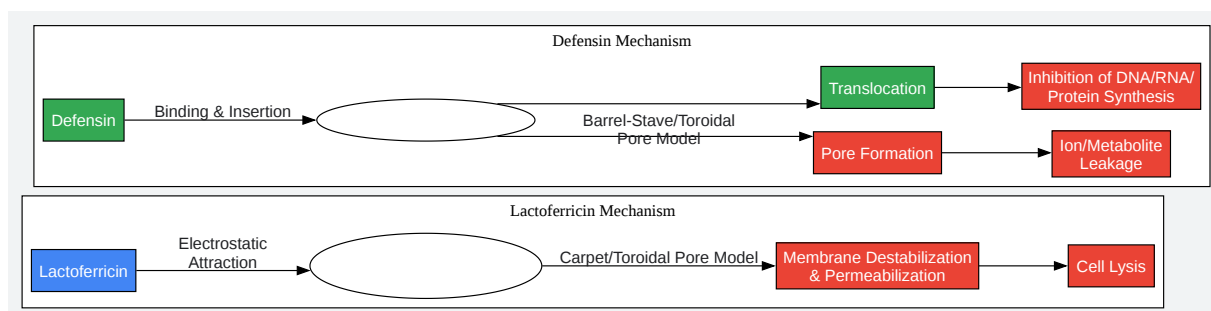 Defensin Mechanism
Defensin
Binding & Insertion
Translocation
Inhibition of DNA/RNA/
Protein Synthesis
Barrel-Stave/Toroidal
Pore Model
Pore Formation
Ion/Metabolite
Leakage
Lactoferricin Mechanism
Lactoferricin
Electrostatic
Attraction
Carpet/Toroidal Pore Model
Membrane Destabilization
& Permeabilization
Cell Lysis